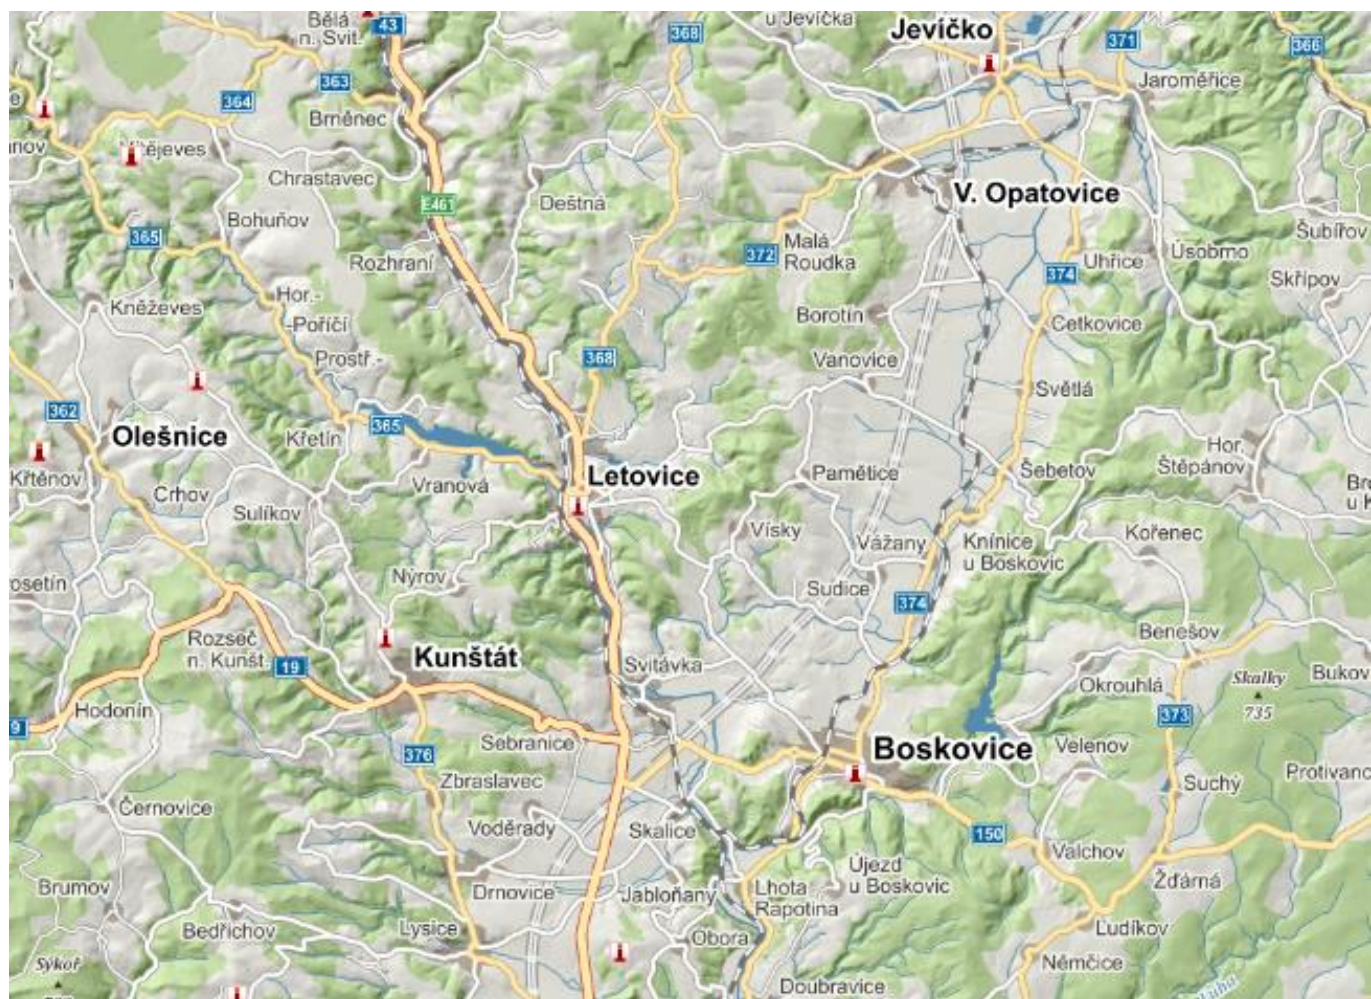 Bělá
n. Svit.
43
368
u Jevíčka
Jevíčko
371
366
363
364
Brněnec
Jaroměřice
Chrastavec
E461
Deštná
V. Opatovice
Bohuňov
365
Rozhraní
372
Malá
Roudka
Uhřice
374
Úsobrno
Šubířov
Skřípov
Kněževes
Hor.-
-Poříčí
Prostř.-
Borotín
Cetkovice
368
Vanovice
Světlá
362
Olešnice
365
Křetín
Letovice
Hor.
Štěpánov
Křtěnov
Crhov
Vranová
Pamětice
Šebetov
Sulíkov
Vísky
Vážany
Knínice
u Boskovic
Kořenec
Nýrov
Sudice
374
Rozseč
n. Kunšt.
19
Kunštát
Svitávka
Benešov
Okrouhlá
Skalky
735
Bukov
Hodonín
373
376
Sebranice
Boskovice
Velenov
Zbraslavec
Suchý
Protivanc
Černovice
Voděrady
Skalice
150
Valchov
Žďárná
Újezd
u Boskovic
Brumov
Drnovice
Jabloňany
Lhota
Rapotina
Bedřichov
Lysice
Obora
Ludíkov
Sýkoř
Němčice
Doubravice